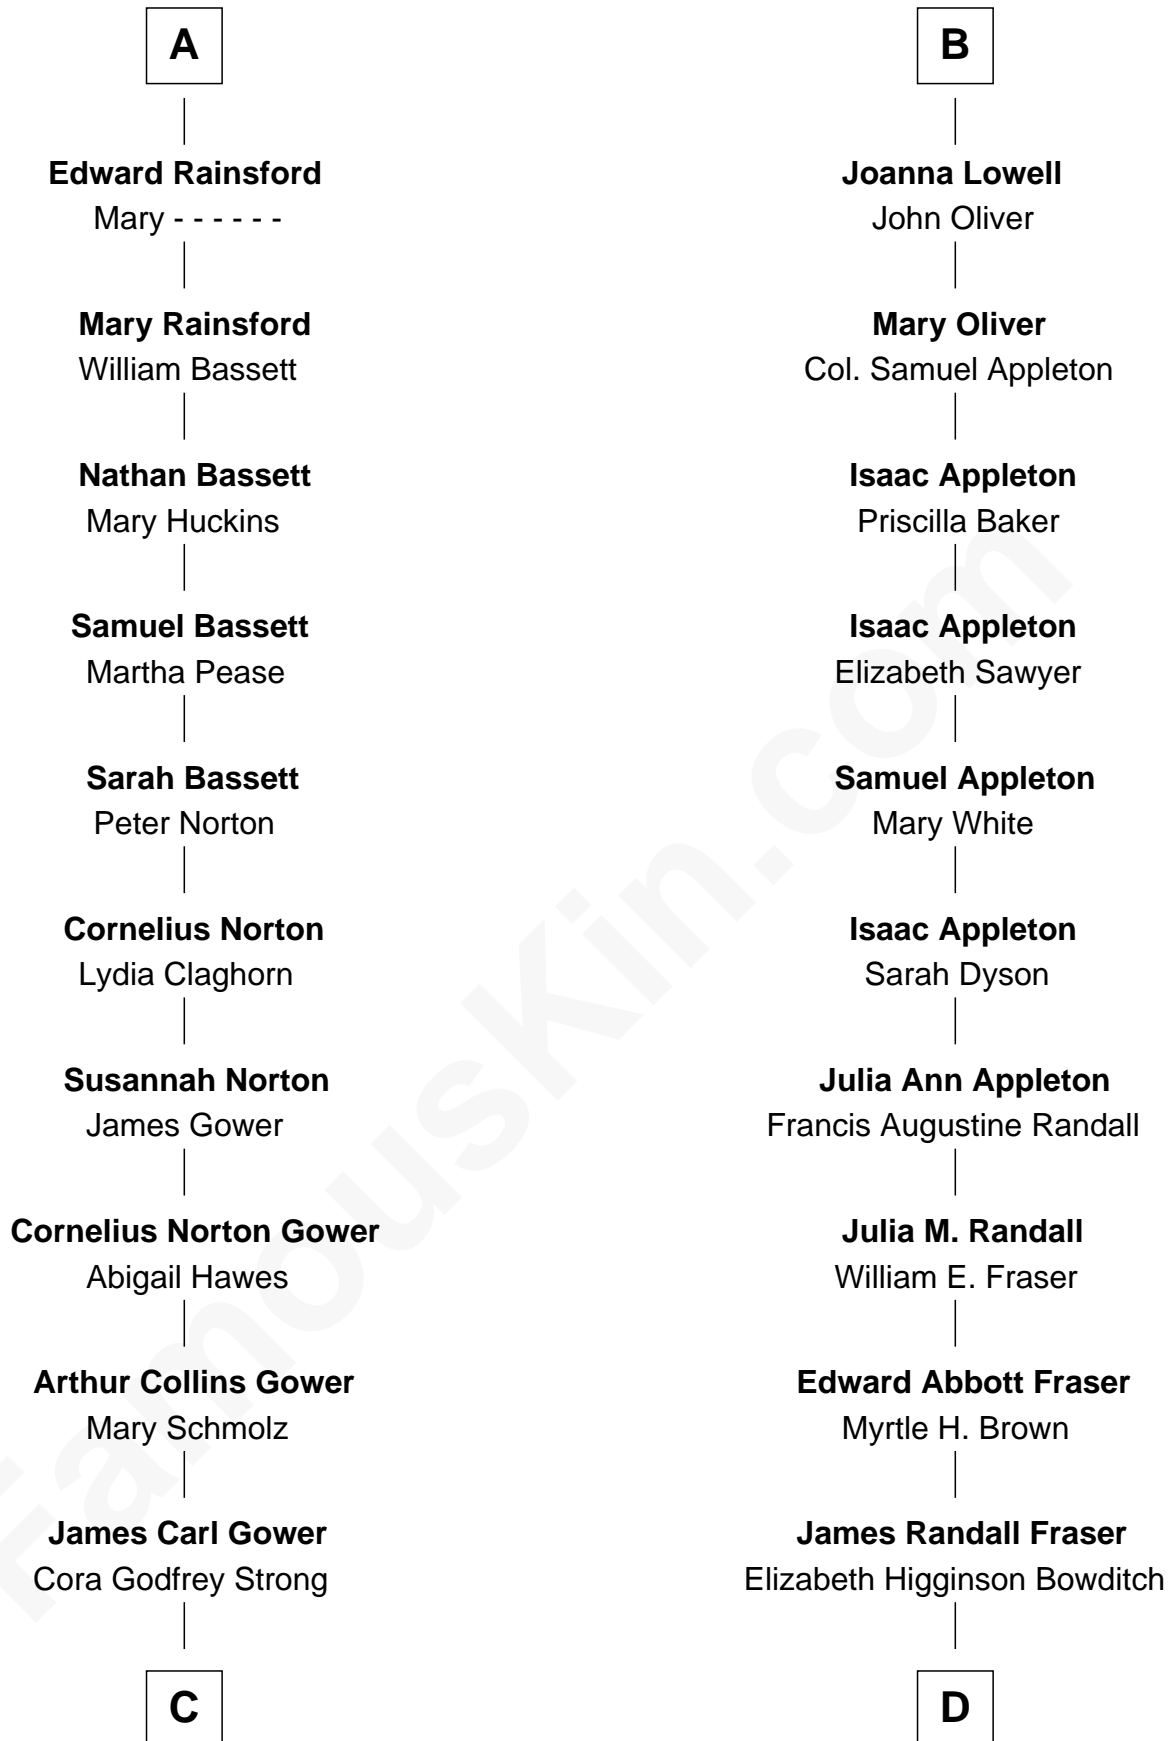 A
Edward Rainsford
Mary - - - - - -
Mary Rainsford
William Bassett
Nathan Bassett
Mary Huckins
Samuel Bassett
Martha Pease
Sarah Bassett
Peter Norton
Cornelius Norton
Lydia Claghorn
Susannah Norton
James Gower
Cornelius Norton Gower
Abigail Hawes
Arthur Collins Gower
Mary Schmolz
James Carl Gower
Cora Godfrey Strong
C
B
Joanna Lowell
John Oliver
Mary Oliver
Col. Samuel Appleton
Isaac Appleton
Priscilla Baker
Isaac Appleton
Elizabeth Sawyer
Samuel Appleton
Mary White
Isaac Appleton
Sarah Dyson
Julia Ann Appleton
Francis Augustine Randall
Julia M. Randall
William E. Fraser
Edward Abbott Fraser
Myrtle H. Brown
James Randall Fraser
Elizabeth Higginson Bowditch
D
FamousKin.com